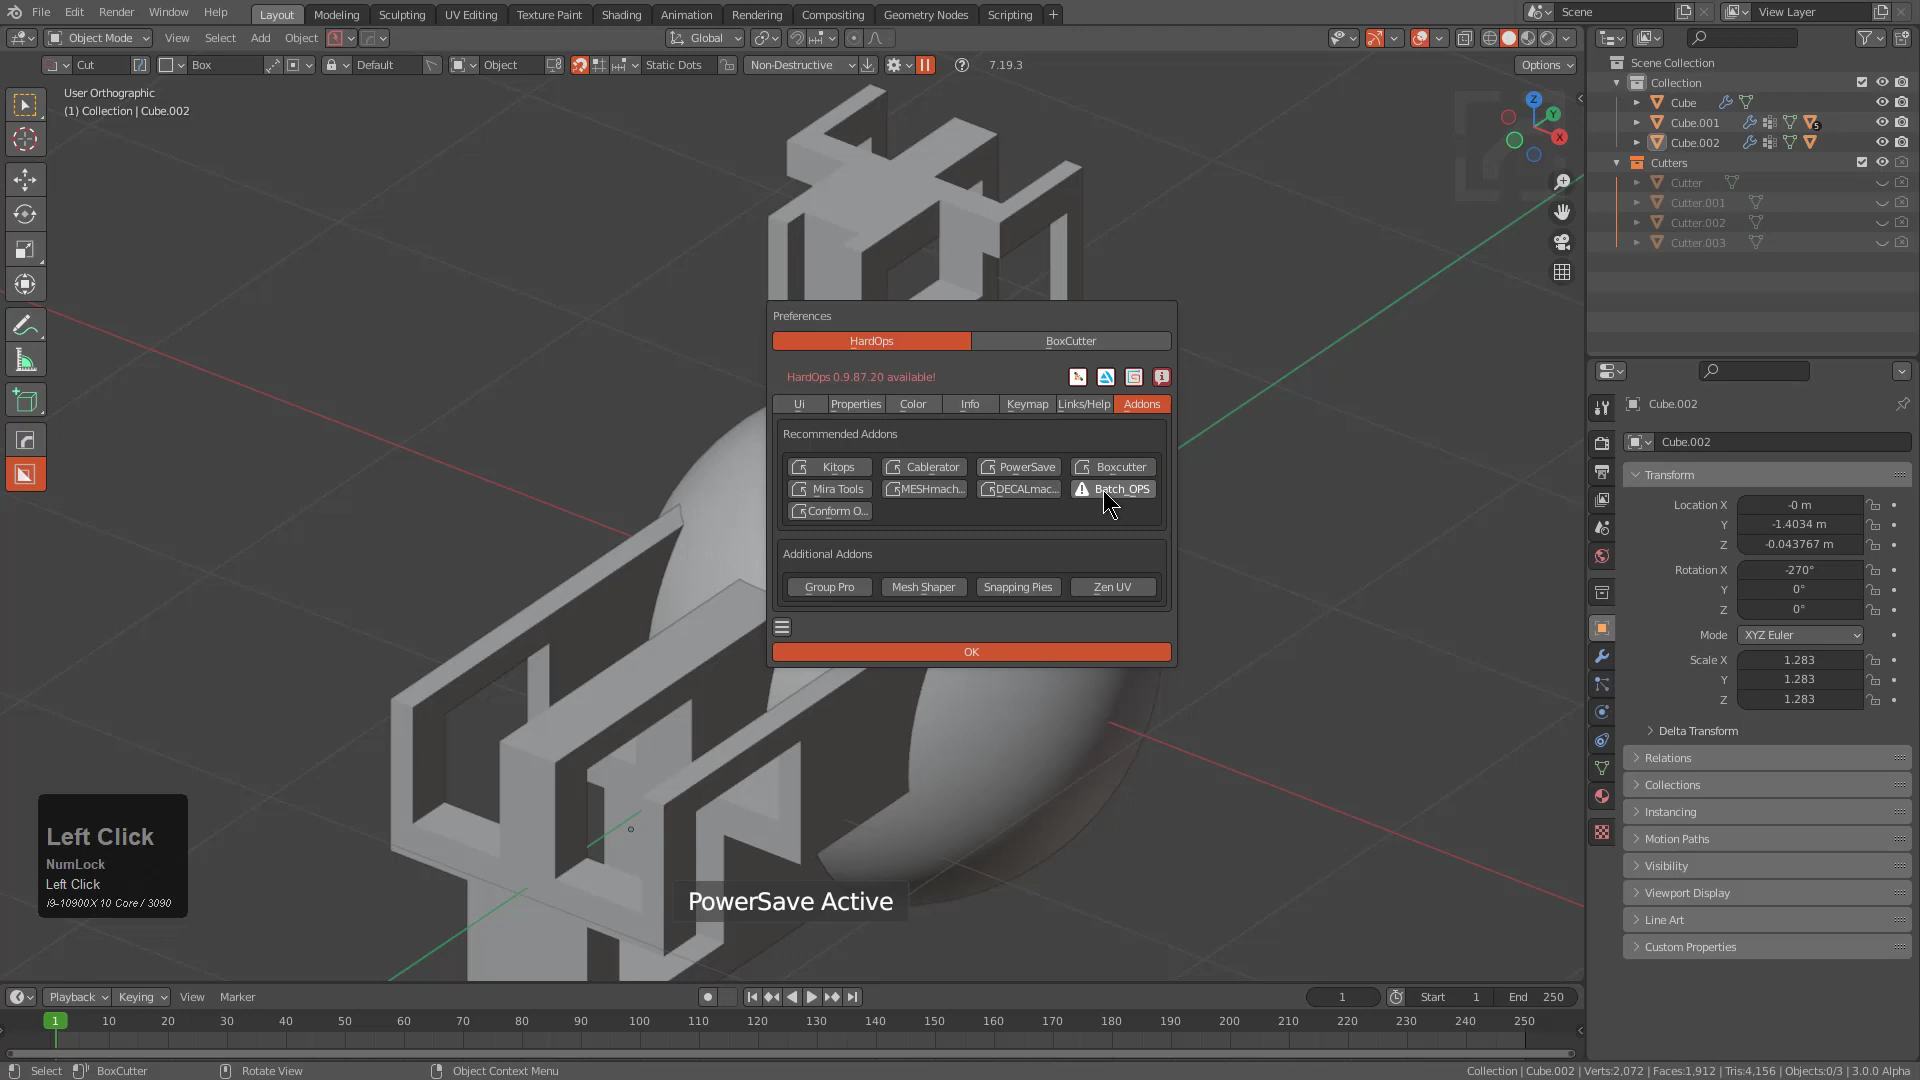 File Edit Render Window Help Layout Modeling Sculpting UV Editing Texture Paint Shading Animation Rendering Compositing Geometry Nodes Scripting + Scene View Layer
Object Mode View Select Add Object Global
Cut Box Default Object Static Dots Non-Destructive 7.19.3 Options
User Orthographic
(1) Collection | Cube.002
Z
Y
X
Scene Collection
Collection
Cube
Cube.001 5
Cube.002
Cutters
Cutter
Cutter.001
Cutter.002
Cutter.003
Preferences
HardOps BoxCutter
HardOps 0.9.87.20 available!
Ui Properties Color Info Keymap Links/Help Addons
Recommended Addons
Kitops Cablerator PowerSave Boxcutter
Mira Tools MESHmach... DECALmac... Batch_OPS
Conform O...
Additional Addons
Group Pro Mesh Shaper Snapping Pies Zen UV
OK
Cube.002
Cube.002
Transform
Location X -0 m
Y -1.4034 m
Z -0.043767 m
Rotation X -270°
Y 0°
Z 0°
Mode XYZ Euler
Scale X 1.283
Y 1.283
Z 1.283
Delta Transform
Relations
Collections
Instancing
Motion Paths
Visibility
Viewport Display
Line Art
Custom Properties
Left Click
NumLock
Left Click
i9-10900X 10 Core / 3090
PowerSave Active
Playback Keying View Marker 1 Start 1 End 250
1 10 20 30 40 50 60 70 80 90 100 110 120 130 140 150 160 170 180 190 200 210 220 230 240 250
Select BoxCutter Rotate View Object Context Menu Collection | Cube.002 | Verts:2,072 | Faces:1,912 | Tris:4,156 | Objects:0/3 | 3.0.0 Alpha